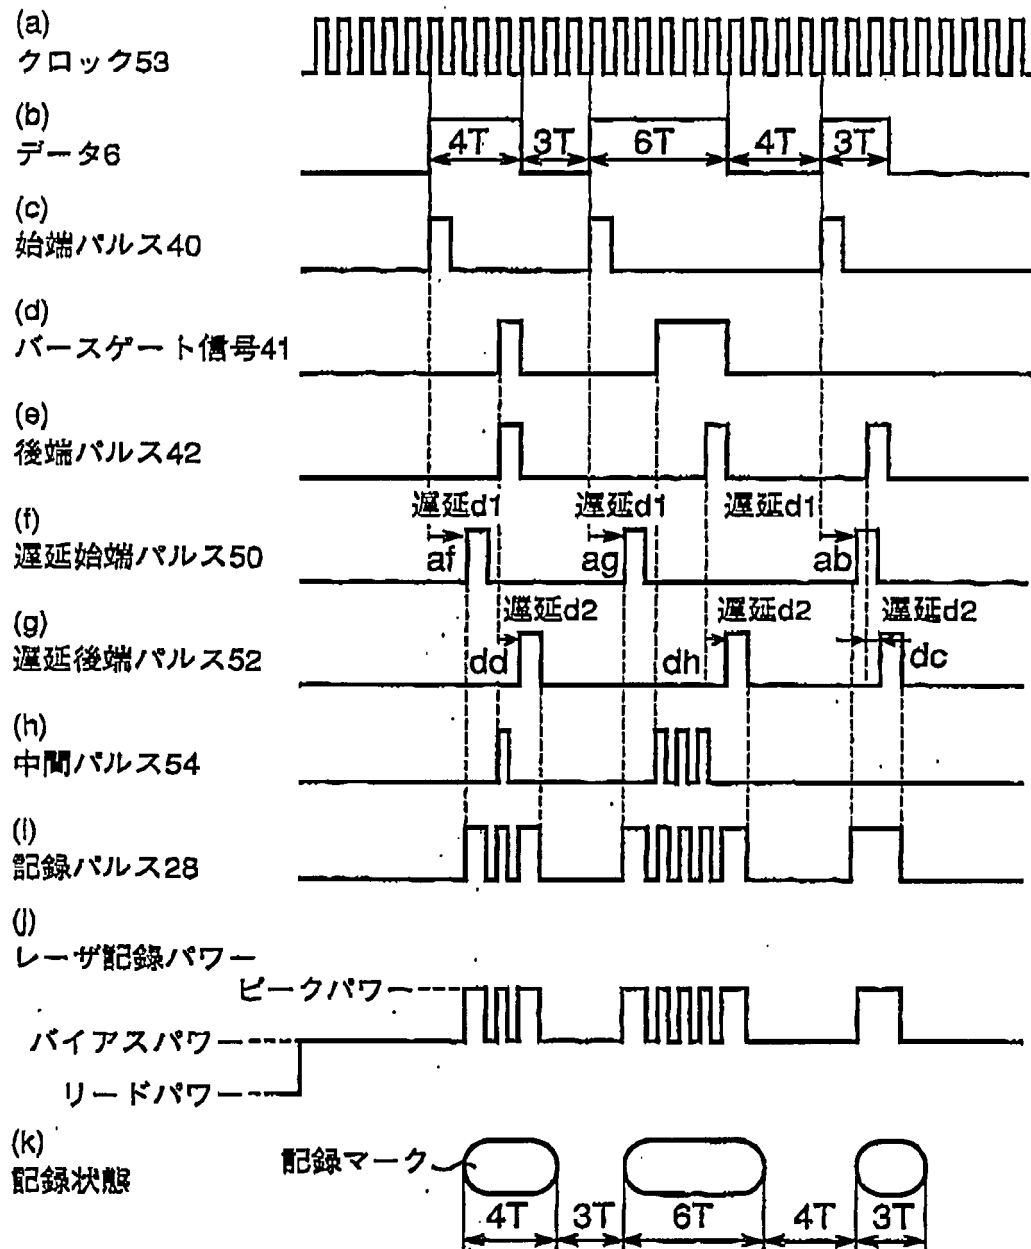 (a)
クロック53
(b)
データ6
4T 3T 6T 4T 3T
(c)
始端パルス40
(d)
バースゲート信号41
(e)
後端パルス42
遅延d1 遅延d1 遅延d1
(f)
遅延始端パルス50
af ag ab
遅延d2 遅延d2 遅延d2
(g)
遅延後端パルス52
dd dh dc
(h)
中間パルス54
(i)
記録パルス28
(j)
レーザ記録パワー
ピークパワー
バイアスパワー
リードパワー
(k)
記録状態
記録マーク
4T 3T 6T 4T 3T